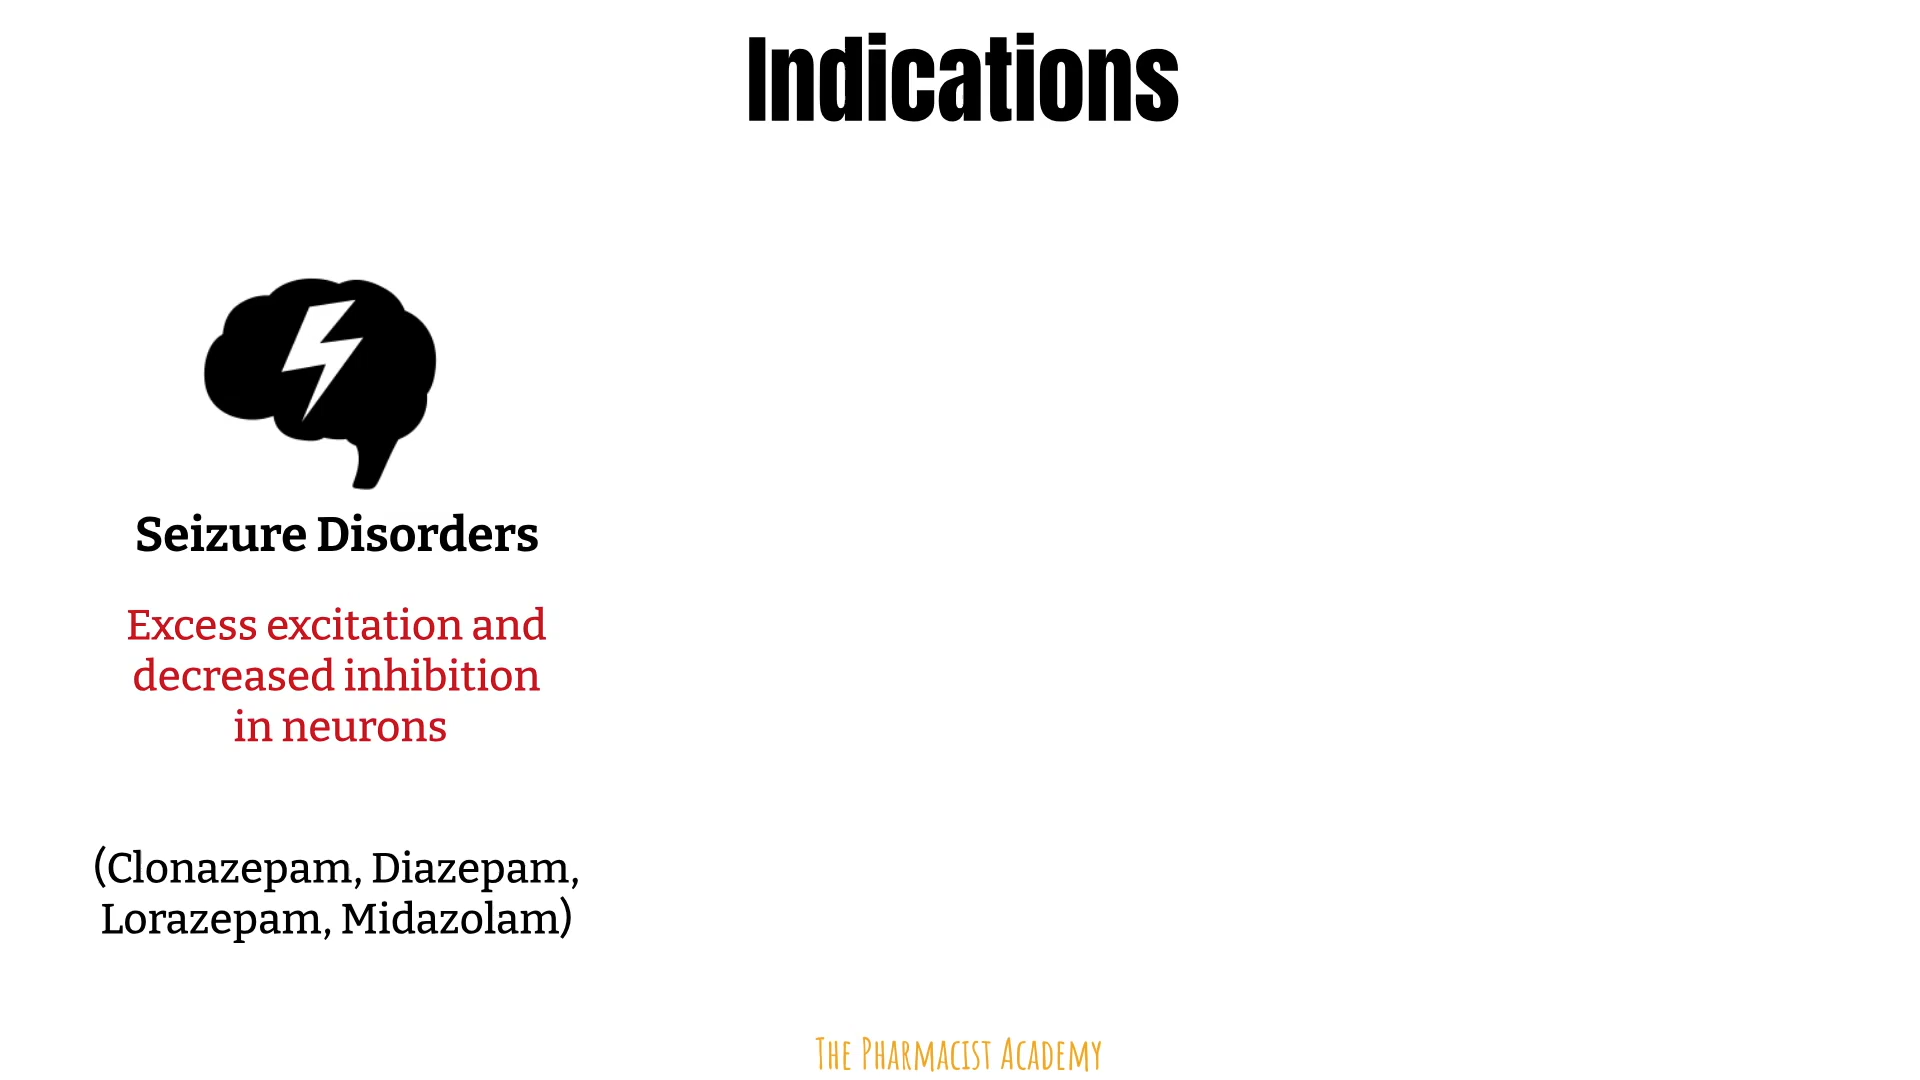 Indications
Seizure Disorders
Excess excitation and
decreased inhibition
in neurons
(Clonazepam, Diazepam,
Lorazepam, Midazolam)
The Pharmacist Academy